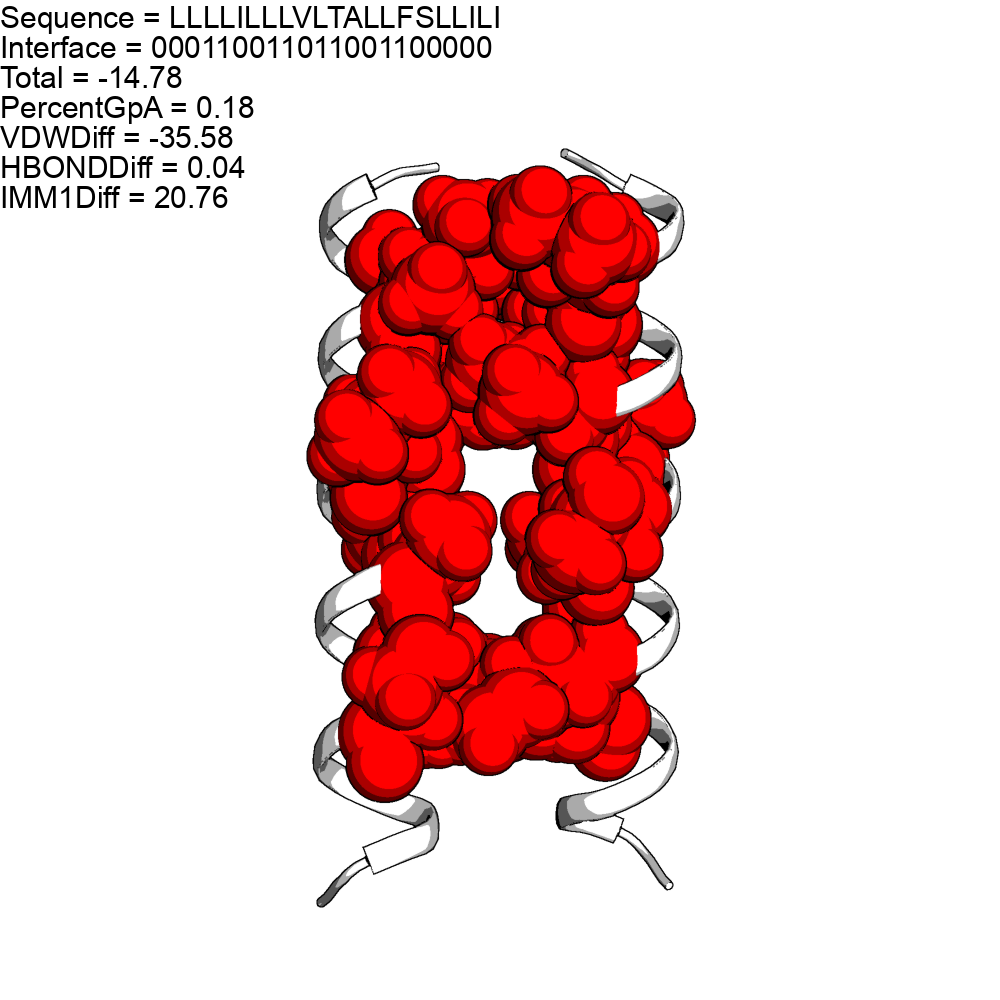 Sequence = LLLLILLLVLTALLFSLLILI
Interface = 000110011011001100000
Total = -14.78
PercentGpA = 0.18
VDWDiff = -35.58
HBONDDiff = 0.04
IMM1Diff = 20.76